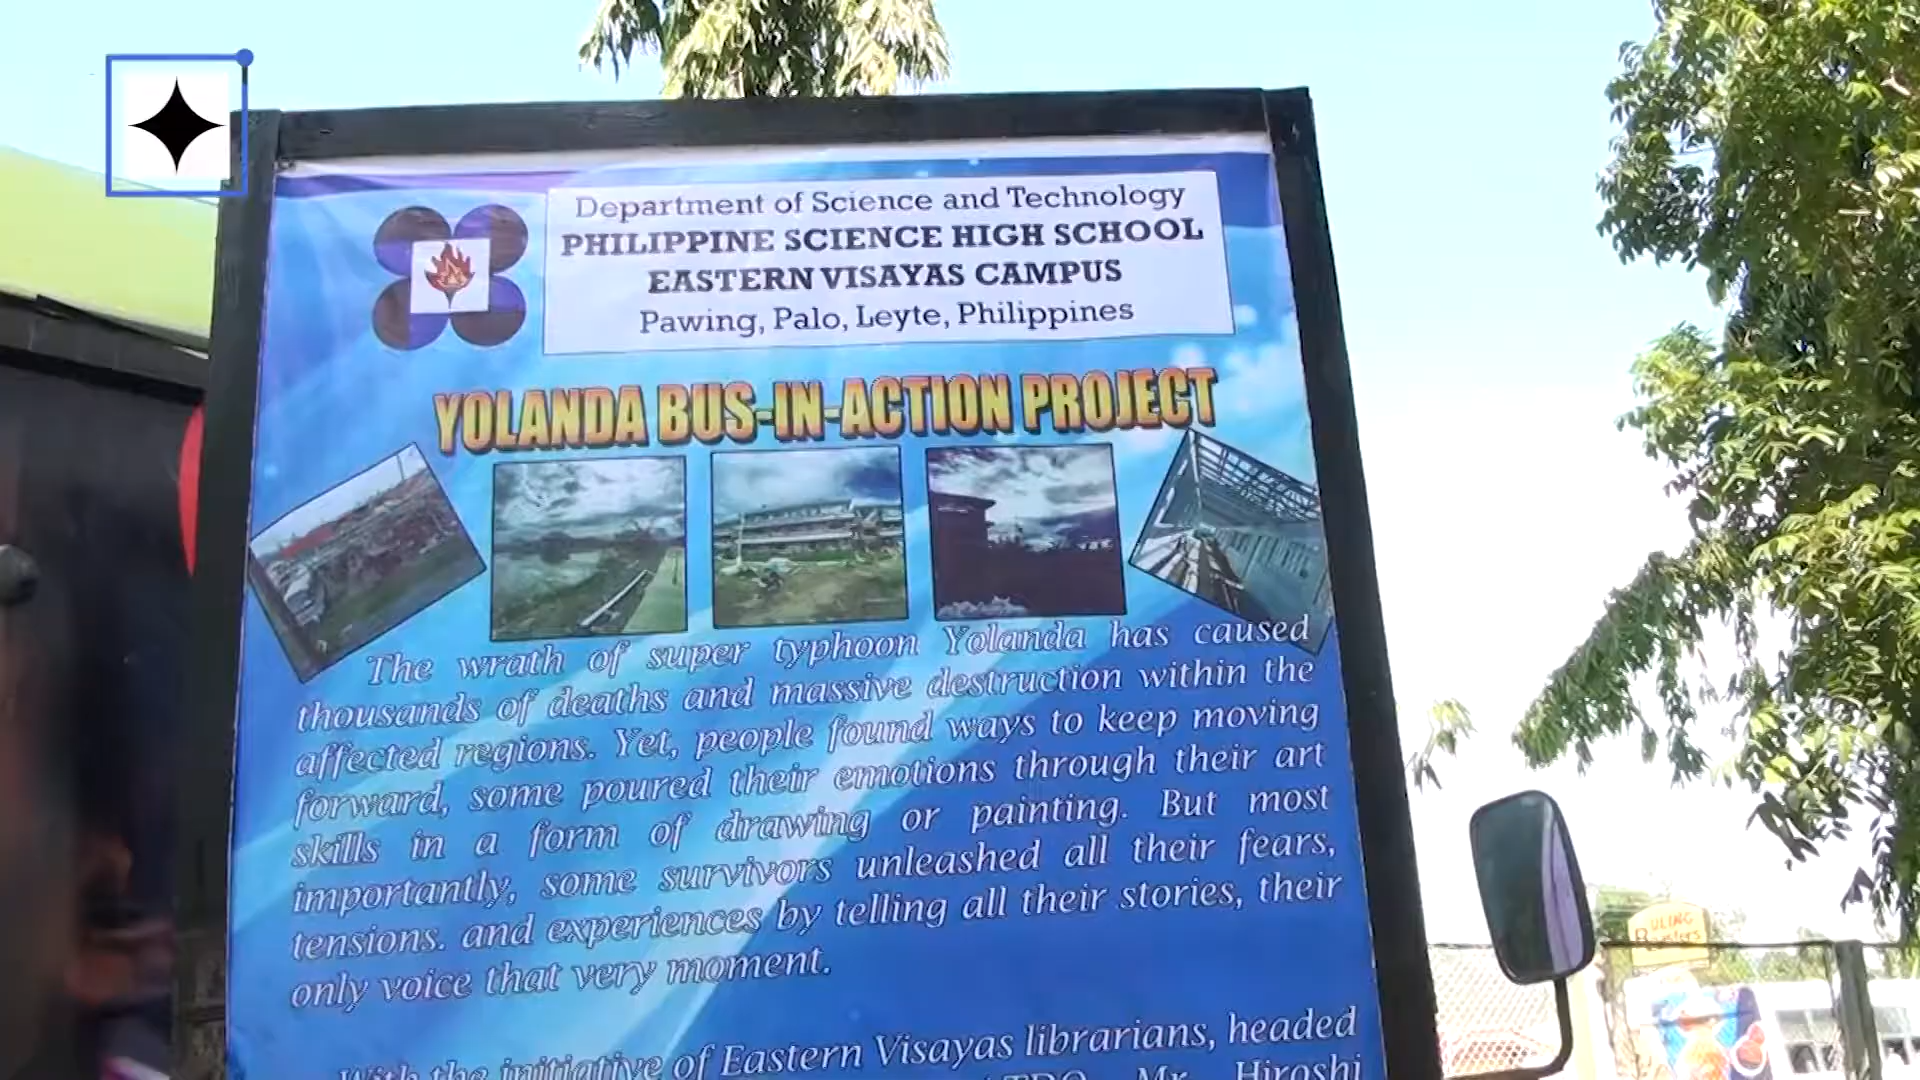 Department of Science and Technology
PHILIPPINE SCIENCE HIGH SCHOOL
EASTERN VISAYAS CAMPUS
Pawing, Palo, Leyte, Philippines
YOLANDA BUS-IN-ACTION PROJECT
The wrath of super typhoon Yolanda has caused
thousands of deaths and massive destruction within the
affected regions. Yet, people found ways to keep moving
forward, some poured their emotions through their art
skills in a form of drawing or painting. But most
importantly, some survivors unleashed all their fears,
tensions. and experiences by telling all their stories, their
only voice that very moment.
With the initiative of Eastern Visayas librarians, headed
Mr. Hiroshi
ULING
Roasters